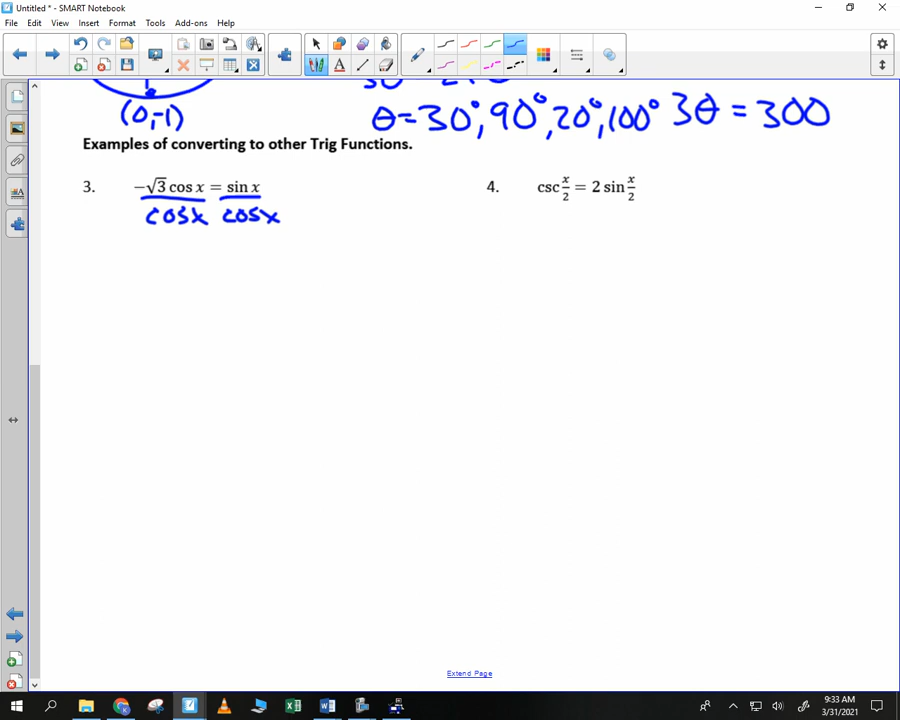 Untitled * - SMART Notebook
File Edit View Insert Format Tools Add-ons Help
(0,-1)
θ=30°,90°,20°,100° 3θ = 300
Examples of converting to other Trig Functions.
3. −√3 cos x = sin x
cosx cosx
4. csc x/2 = 2 sin x/2
Extend Page
9:33 AM
3/31/2021